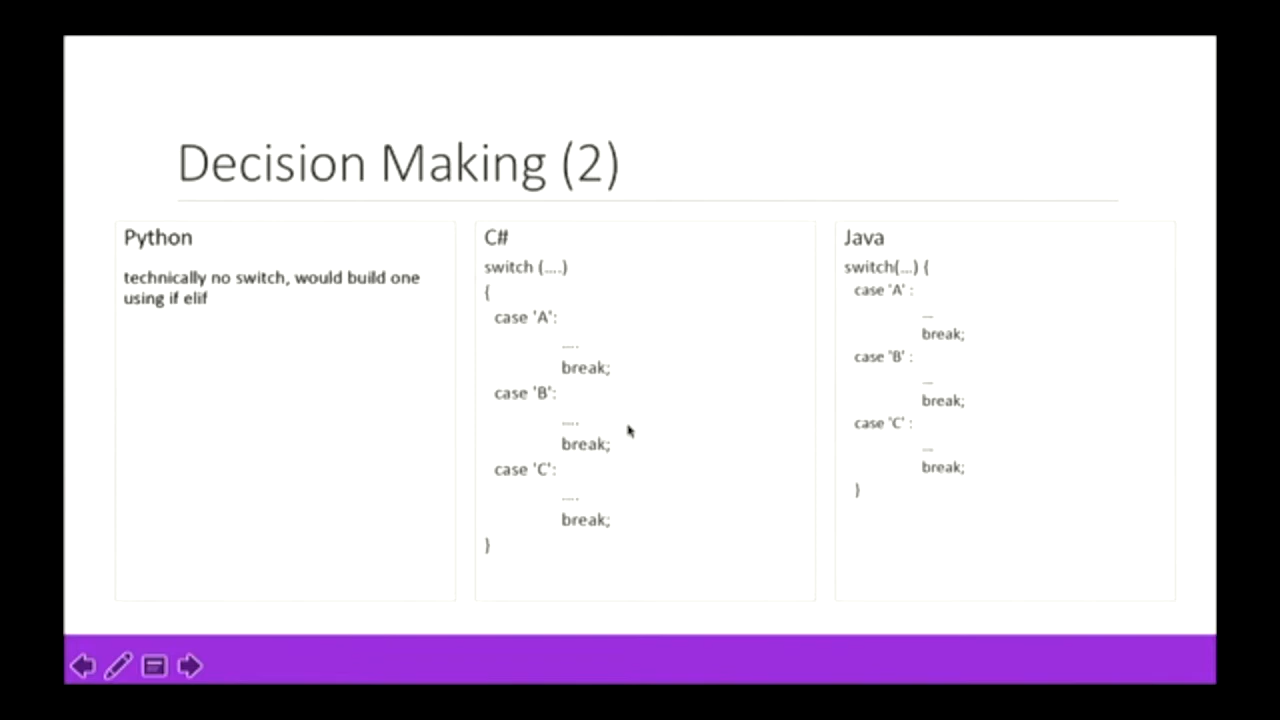 Decision Making (2)
Python
technically no switch, would build one
using if elif
C#
switch (....)
{
case 'A':
....
break;
case 'B':
....
break;
case 'C':
....
break;
}
Java
switch(...) {
case 'A' :
...
break;
case 'B' :
...
break;
case 'C' :
...
break;
}